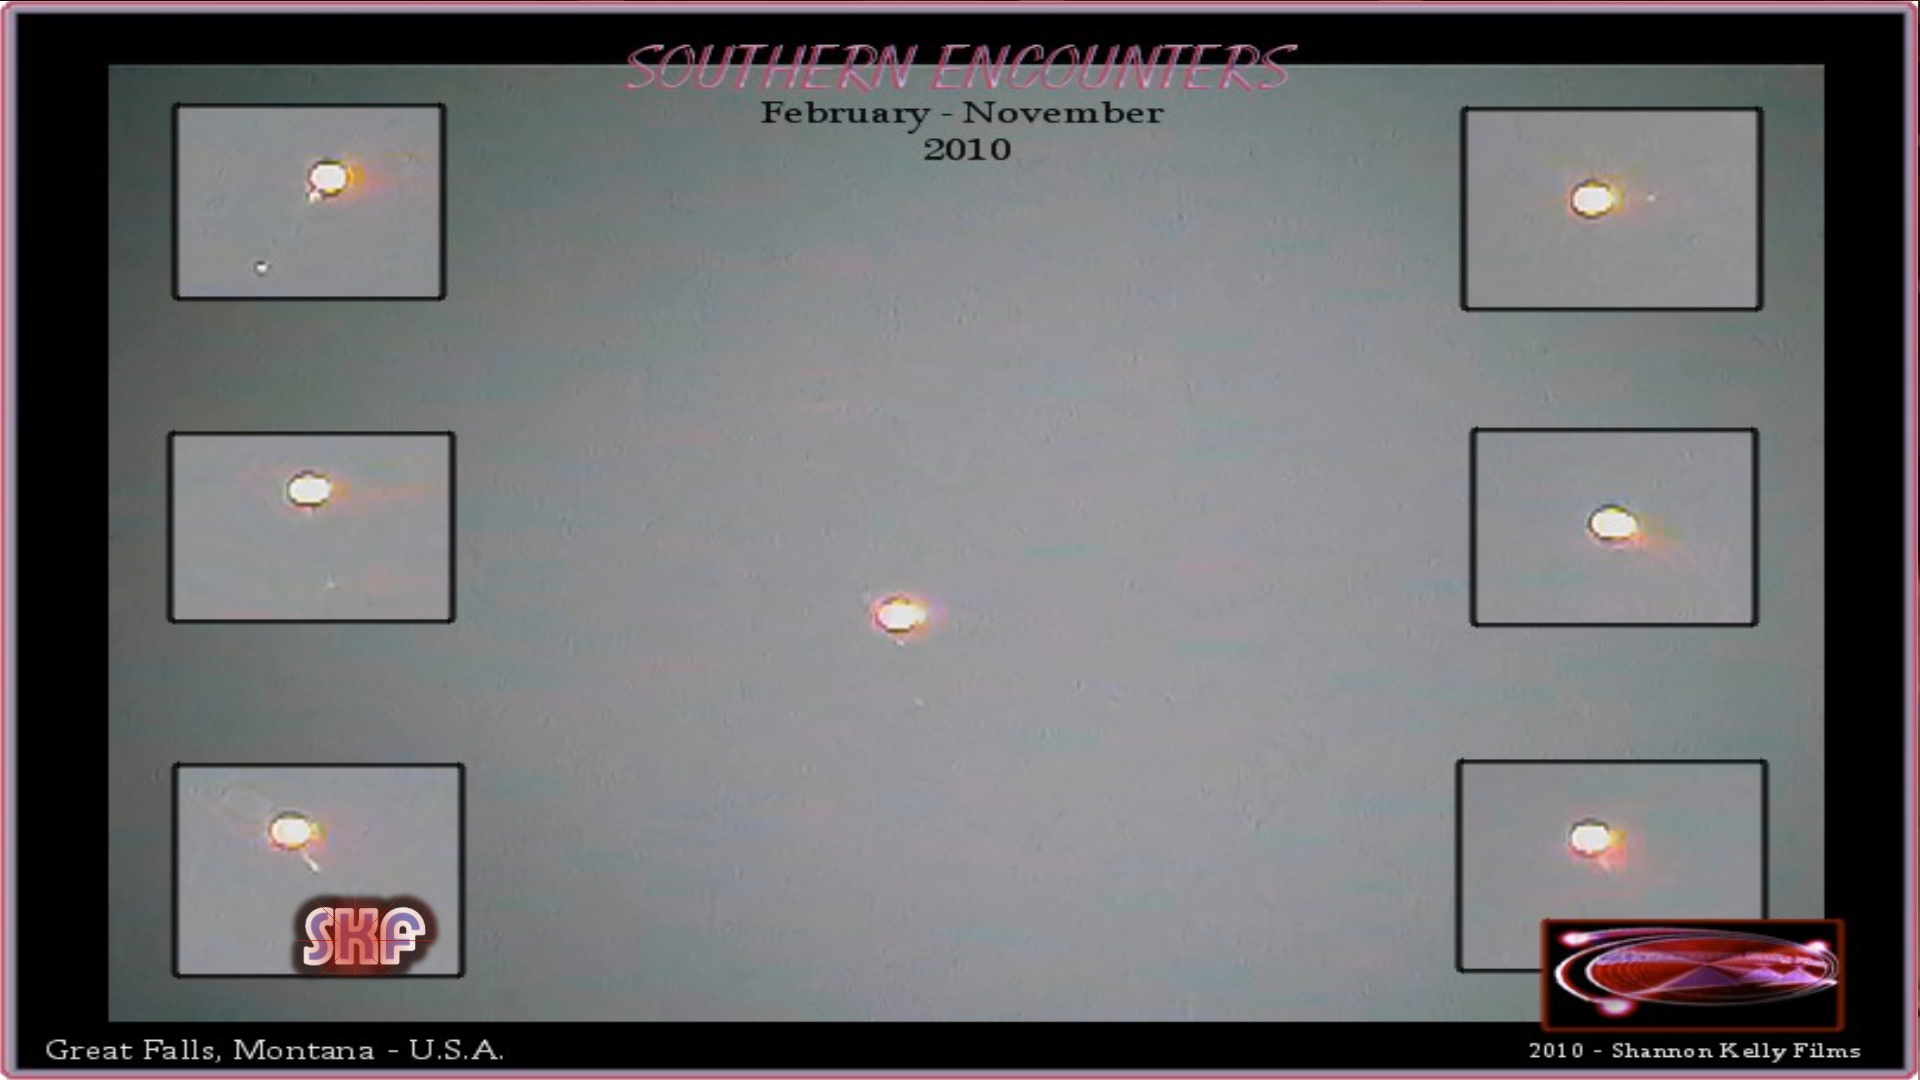 SOUTHERN ENCOUNTERS
February - November
2010
SKF
Great Falls, Montana - U.S.A.
2010 - Shannon Kelly Films